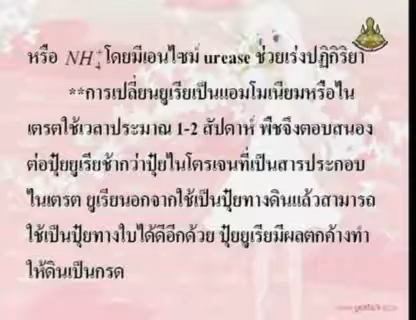 หรือ NH₄⁺ โดยมีเอนไซม์ urease ช่วยเร่งปฏิกิริยา
**การเปลี่ยนยูเรียเป็นแอมโมเนียมหรือไน
เตรตใช้เวลาประมาณ 1-2 สัปดาห์ พืชจึงตอบสนอง
ต่อปุ๋ยยูเรียช้ากว่าปุ๋ยไนโตรเจนที่เป็นสารประกอบ
ไนเตรต ยูเรียนอกจากใช้เป็นปุ๋ยทางดินแล้วสามารถ
ใช้เป็นปุ๋ยทางใบได้ดีอีกด้วย ปุ๋ยยูเรียมีผลตกค้างทำ
ให้ดินเป็นกรด